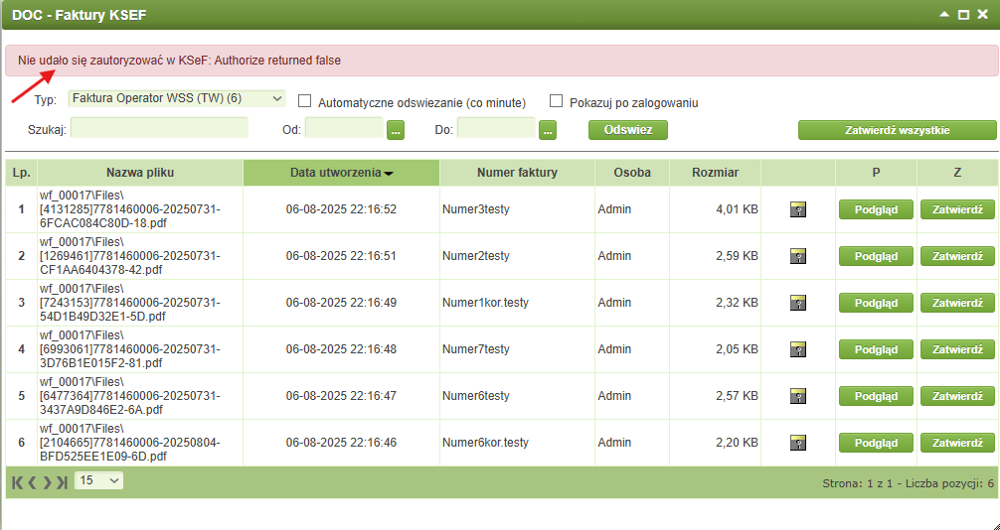 DOC - Faktury KSEF
Nie udało się zautoryzować w KSeF: Authorize returned false
Typ: Faktura Operator WSS (TW) (6) Automatyczne odswiezanie (co minute) Pokazuj po zalogowaniu
Szukaj: Od: ... Do: ... Odswiez Zatwierdź wszystkie
Lp. Nazwa pliku Data utworzenia Numer faktury Osoba Rozmiar P Z
wf_00017\Files\
1 [4131285]7781460006-20250731- 06-08-2025 22:16:52 Numer3testy Admin 4,01 KB Podgląd Zatwierdź
6FCAC084C80D-18.pdf
wf_00017\Files\
2 [1269461]7781460006-20250731- 06-08-2025 22:16:51 Numer2testy Admin 2,59 KB Podgląd Zatwierdź
CF1AA6404378-42.pdf
wf_00017\Files\
3 [7243153]7781460006-20250731- 06-08-2025 22:16:49 Numer1kor.testy Admin 2,32 KB Podgląd Zatwierdź
54D1B49D32E1-5D.pdf
wf_00017\Files\
4 [6993061]7781460006-20250731- 06-08-2025 22:16:48 Numer7testy Admin 2,05 KB Podgląd Zatwierdź
3D76B1E015F2-81.pdf
wf_00017\Files\
5 [6477364]7781460006-20250731- 06-08-2025 22:16:47 Numer6testy Admin 2,57 KB Podgląd Zatwierdź
3437A9D846E2-6A.pdf
wf_00017\Files\
6 [2104665]7781460006-20250804- 06-08-2025 22:16:46 Numer6kor.testy Admin 2,20 KB Podgląd Zatwierdź
BFD525EE1E09-6D.pdf
15 Strona: 1 z 1 - Liczba pozycji: 6